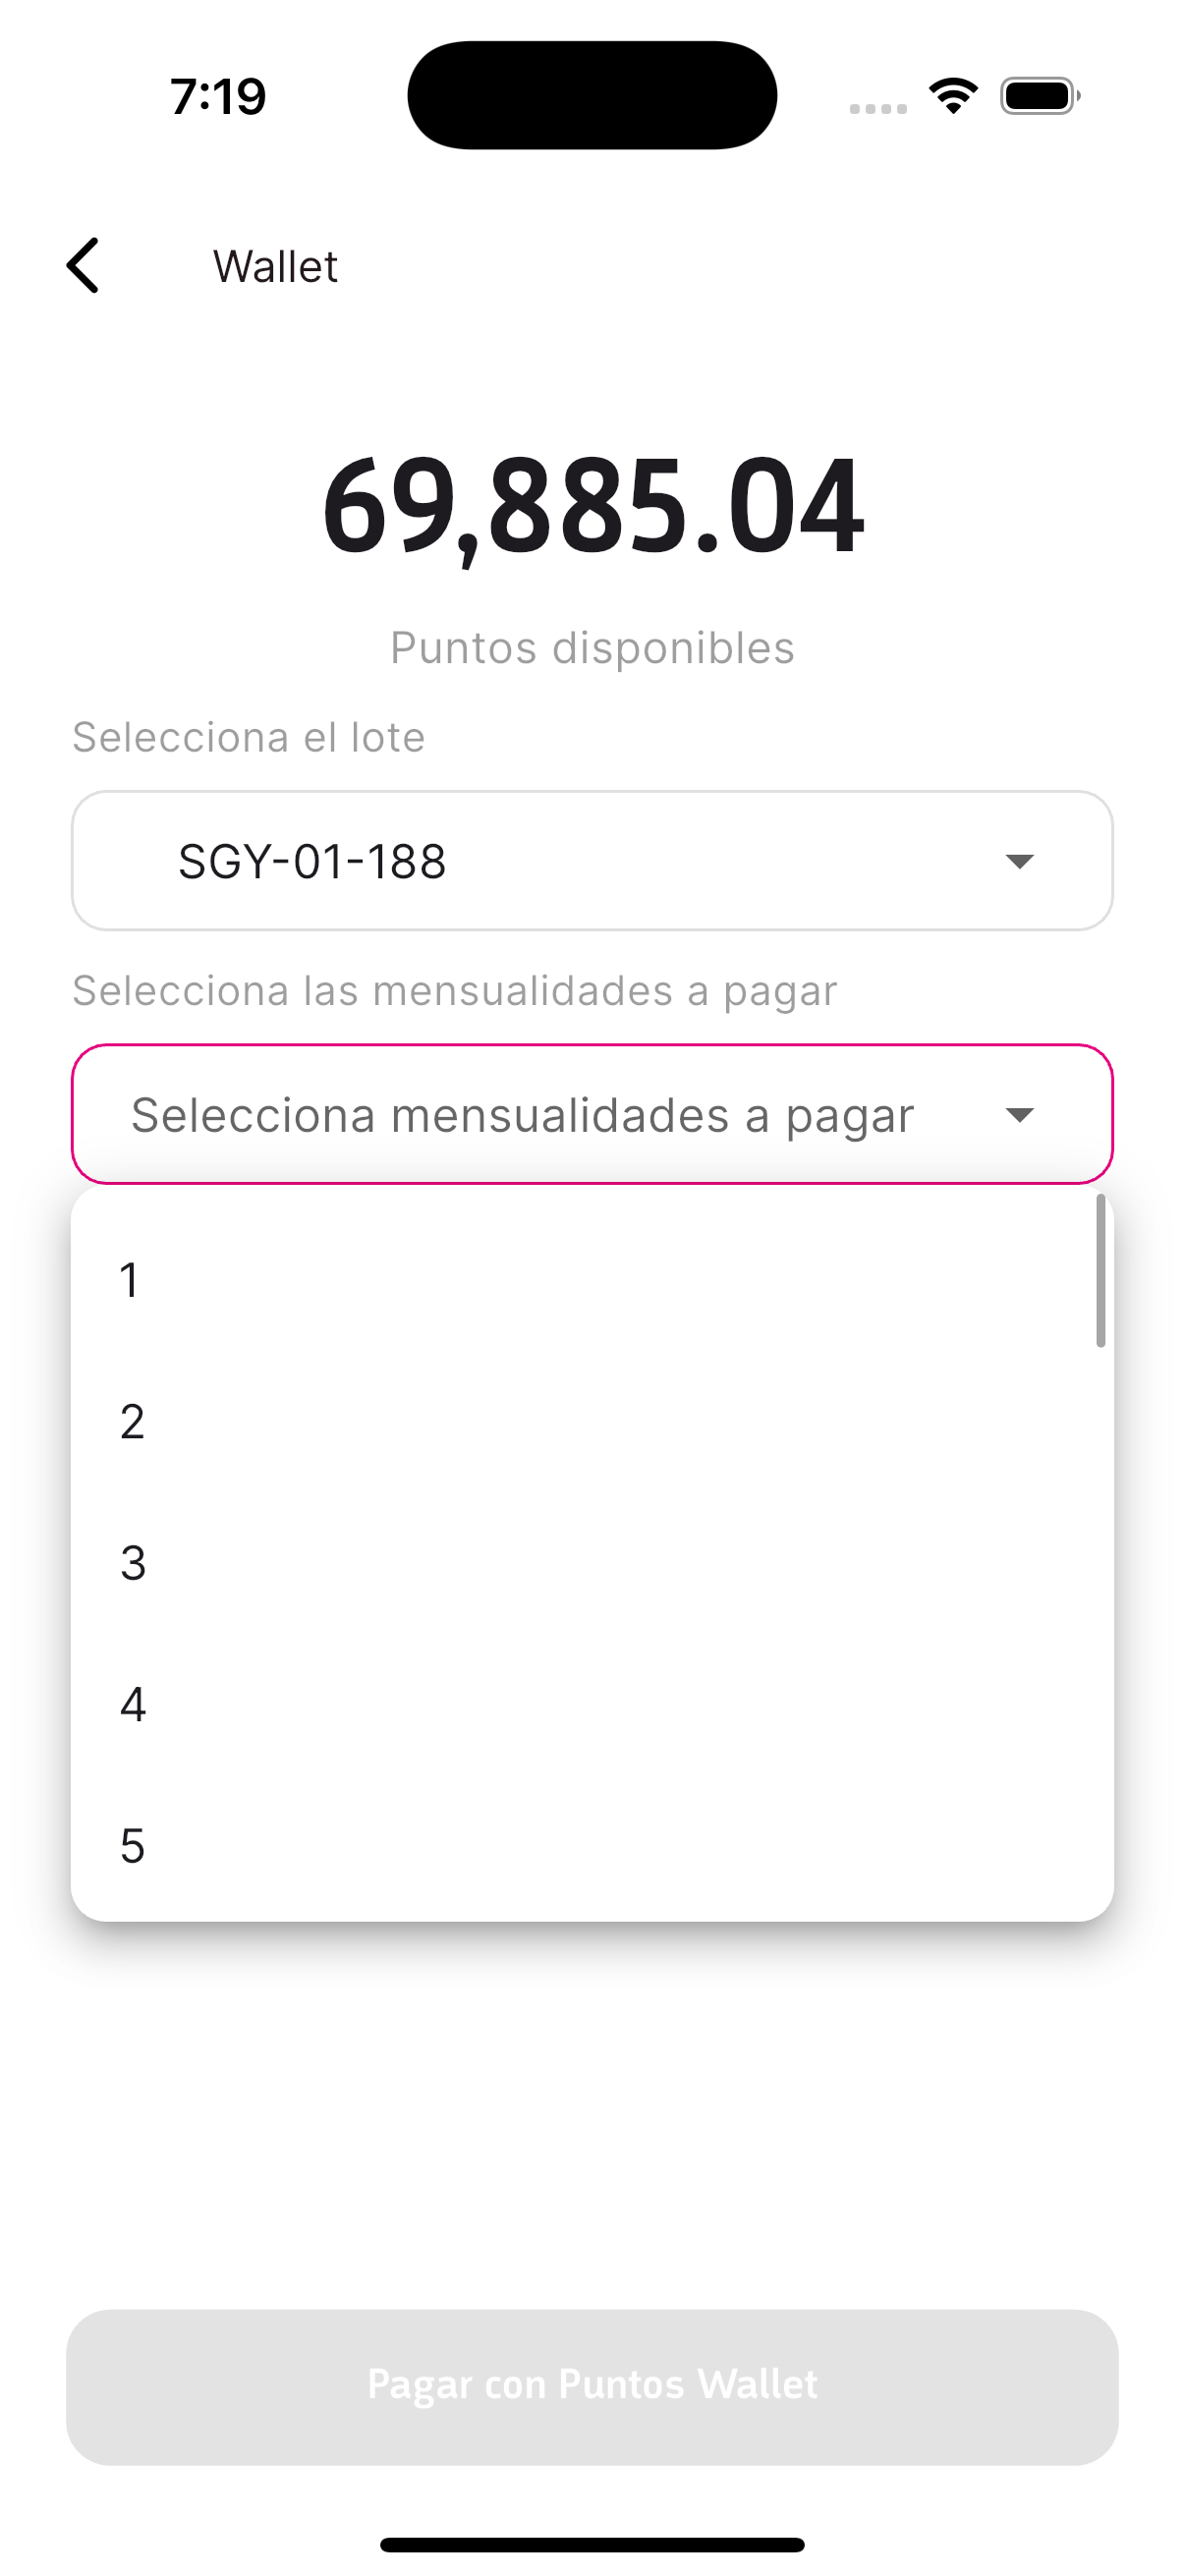 7:19
Wallet
69,885.04
Puntos disponibles
Selecciona el lote
SGY-01-188
Selecciona las mensualidades a pagar
Selecciona mensualidades a pagar
1
2
3
4
5
Pagar con Puntos Wallet